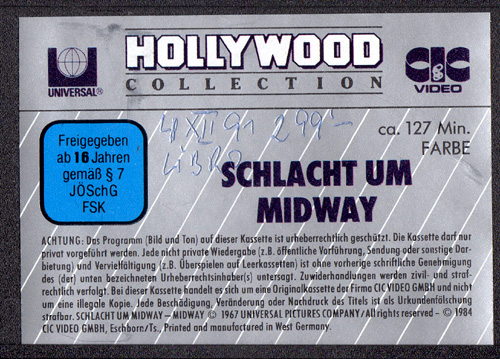 UNIVERSAL®
HOLLYWOOD
COLLECTION
CIC
VIDEO
4 XII 91 299,-
LIBRO
ca. 127 Min.
FARBE
Freigegeben
ab 16 Jahren
gemäß § 7
JÖSchG
FSK
SCHLACHT UM
MIDWAY
ACHTUNG: Das Programm (Bild und Ton) auf dieser Kassette ist urheberrechtlich geschützt. Die Kassette darf nur
privat vorgeführt werden. Jede nicht private Wiedergabe (z.B. öffentliche Vorführung, Sendung oder sonstige Dar-
bietung) und Vervielfältigung (z.B. Überspielen auf Leerkassetten) ist ohne vorherige schriftliche Genehmigung
des (der) unten bezeichneten Urheberrechtsinhaber(s) untersagt. Zuwiderhandlungen werden zivil- und straf-
rechtlich verfolgt. Bei dieser Kassette handelt es sich um eine Originalkassette der Firma CIC VIDEO GMBH und nicht
um eine illegale Kopie. Jede Beschädigung, Veränderung oder Nachdruck des Titels ist als Urkundenfälschung
strafbar. SCHLACHT UM MIDWAY – MIDWAY © 1967 UNIVERSAL PICTURES COMPANY/All rights reserved – © 1984
CIC VIDEO GMBH, Eschborn/Ts., Printed and manufactured in West Germany.